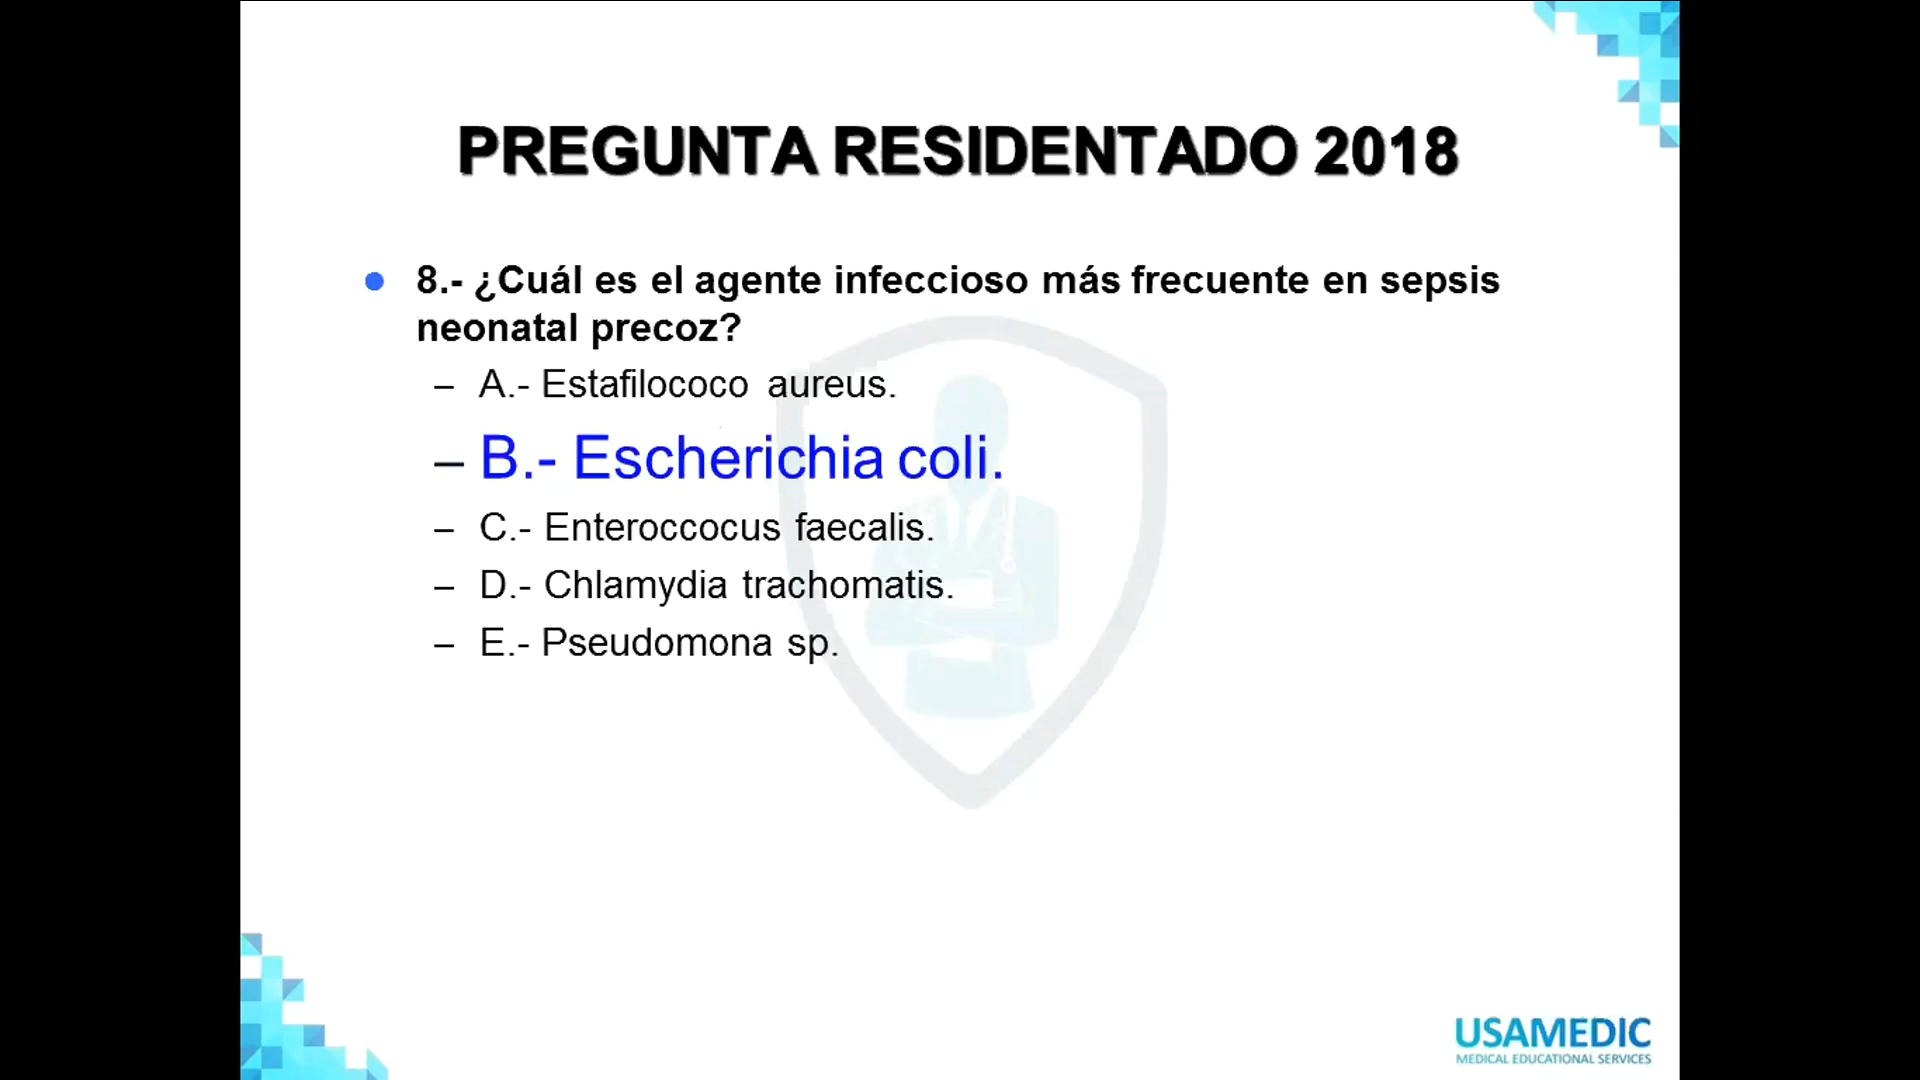 PREGUNTA RESIDENTADO 2018
8.- ¿Cuál es el agente infeccioso más frecuente en sepsis
neonatal precoz?
– A.- Estafilococo aureus.
– B.- Escherichia coli.
– C.- Enteroccocus faecalis.
– D.- Chlamydia trachomatis.
– E.- Pseudomona sp.
USAMEDIC
MEDICAL EDUCATIONAL SERVICES